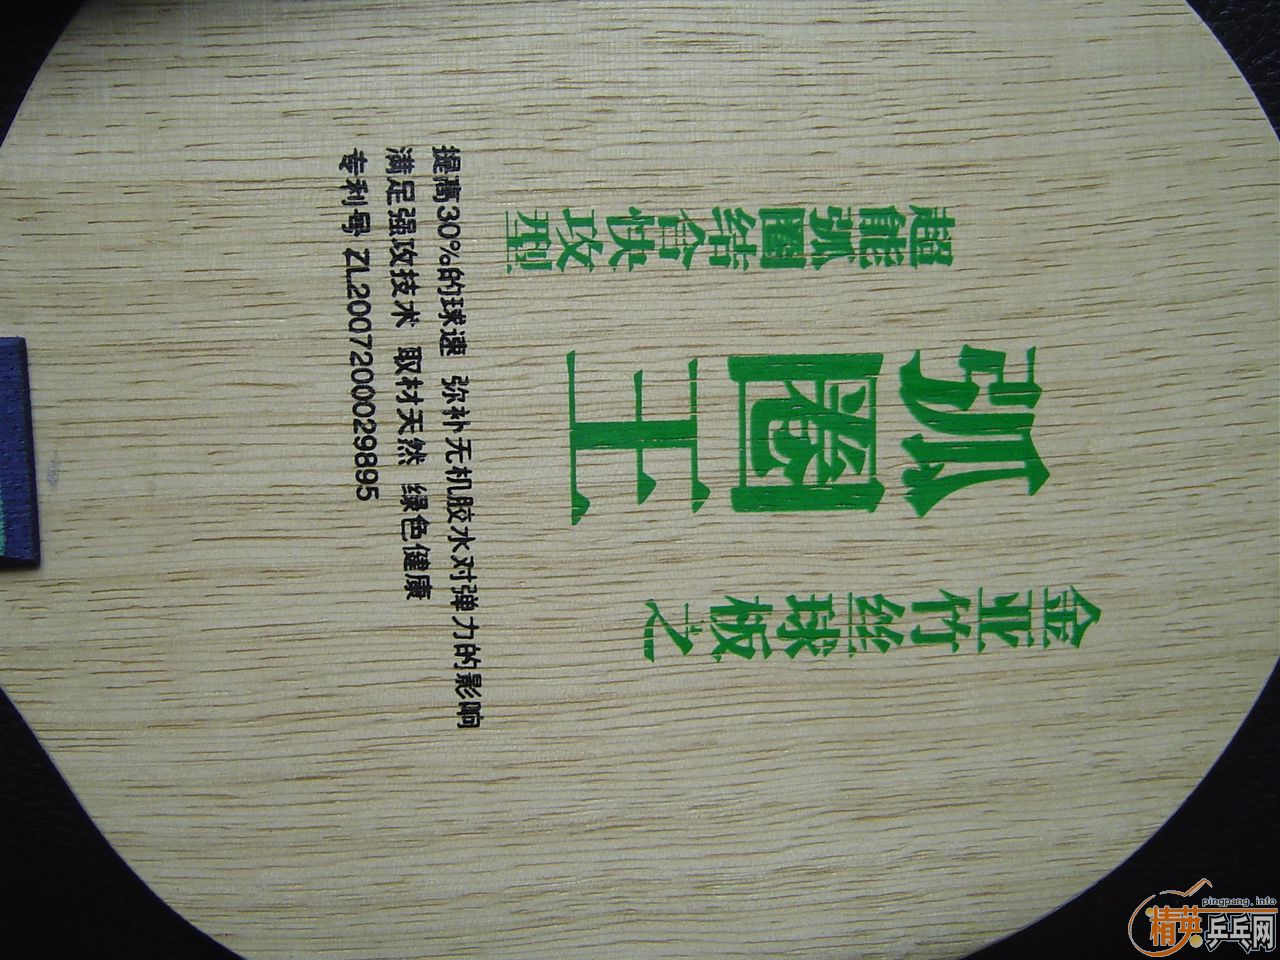 金亚竹丝球板之
弧圈王
超能弧圈结合快攻型
提高30%的球速 弥补无机胶水对弹力的影响
满足强攻技术 取材天然 绿色健康
专利号 ZL2007200029895
pingpang.info
精英乒乓网